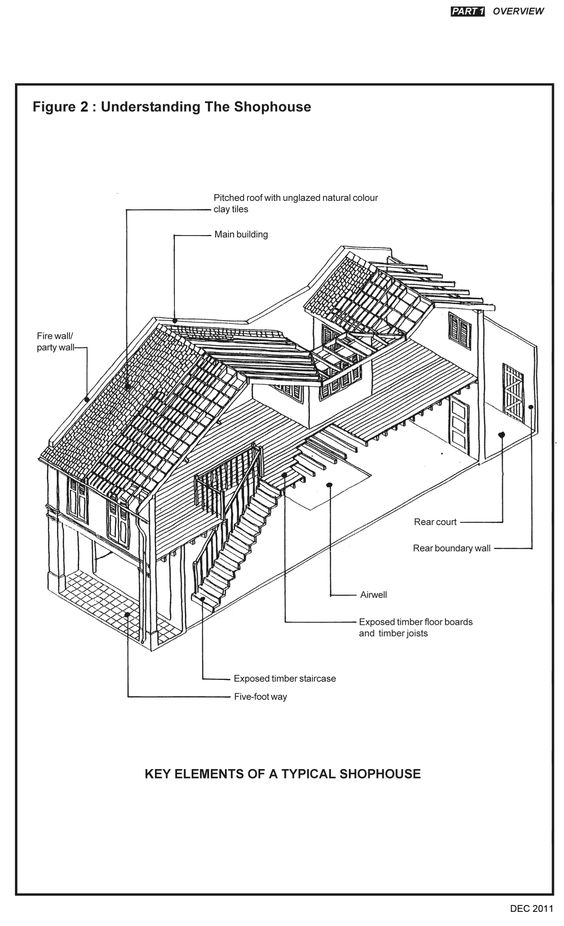 PART 1 OVERVIEW
Figure 2 : Understanding The Shophouse
Pitched roof with unglazed natural colour
clay tiles
Main building
Fire wall/
party wall
Rear court
Rear boundary wall
Airwell
Exposed timber floor boards
and timber joists
Exposed timber staircase
Five-foot way
KEY ELEMENTS OF A TYPICAL SHOPHOUSE
DEC 2011